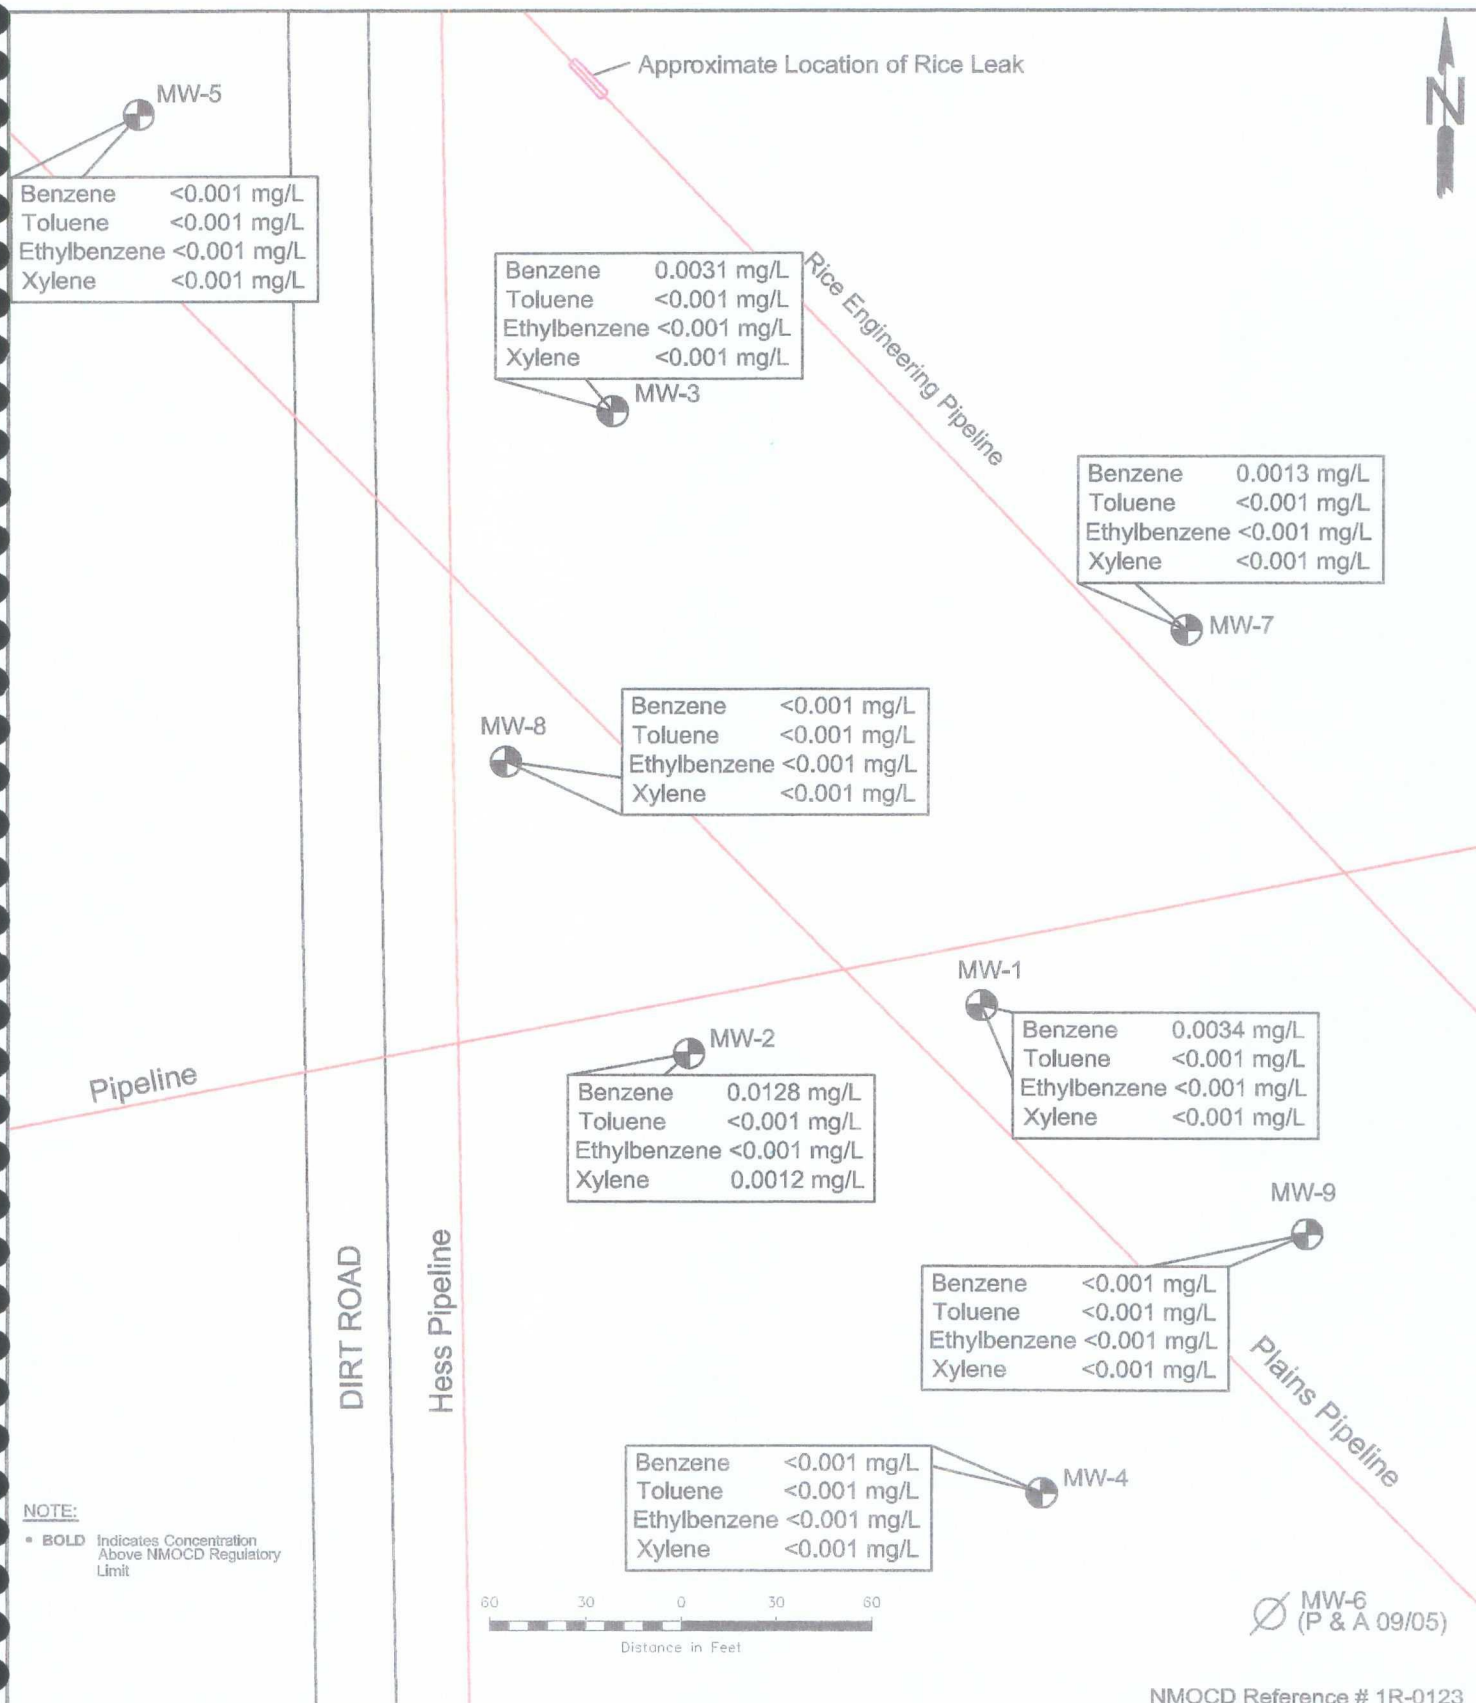 Approximate Location of Rice Leak
N
MW-5
Benzene <0.001 mg/L
Toluene <0.001 mg/L
Ethylbenzene <0.001 mg/L
Xylene <0.001 mg/L
Benzene 0.0031 mg/L
Toluene <0.001 mg/L
Ethylbenzene <0.001 mg/L
Xylene <0.001 mg/L
MW-3
Rice Engineering Pipeline
Benzene 0.0013 mg/L
Toluene <0.001 mg/L
Ethylbenzene <0.001 mg/L
Xylene <0.001 mg/L
MW-7
MW-8
Benzene <0.001 mg/L
Toluene <0.001 mg/L
Ethylbenzene <0.001 mg/L
Xylene <0.001 mg/L
MW-1
Benzene 0.0034 mg/L
Toluene <0.001 mg/L
Ethylbenzene <0.001 mg/L
Xylene <0.001 mg/L
MW-2
Benzene 0.0128 mg/L
Toluene <0.001 mg/L
Ethylbenzene <0.001 mg/L
Xylene 0.0012 mg/L
Pipeline
DIRT ROAD
Hess Pipeline
MW-9
Benzene <0.001 mg/L
Toluene <0.001 mg/L
Ethylbenzene <0.001 mg/L
Xylene <0.001 mg/L
Plains Pipeline
Benzene <0.001 mg/L
Toluene <0.001 mg/L
Ethylbenzene <0.001 mg/L
Xylene <0.001 mg/L
MW-4
NOTE:
• BOLD Indicates Concentration
Above NMOCD Regulatory
Limit
60 30 0 30 60
Distance in Feet
MW-6
(P & A 09/05)
NMOCD Reference # 1R-0123